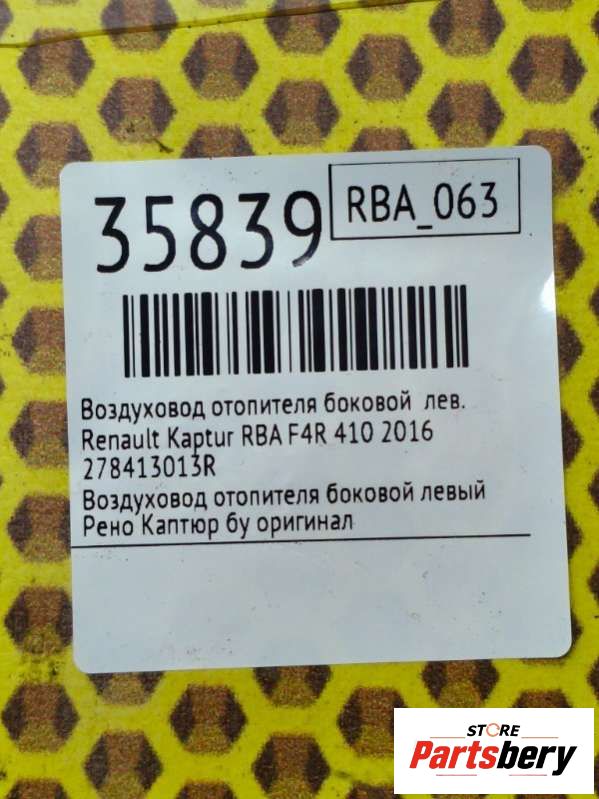 35839
RBA_063
Воздуховод отопителя боковой лев.
Renault Kaptur RBA F4R 410 2016
278413013R
Воздуховод отопителя боковой левый
Рено Каптюр бу оригинал
STORE
Partsbery